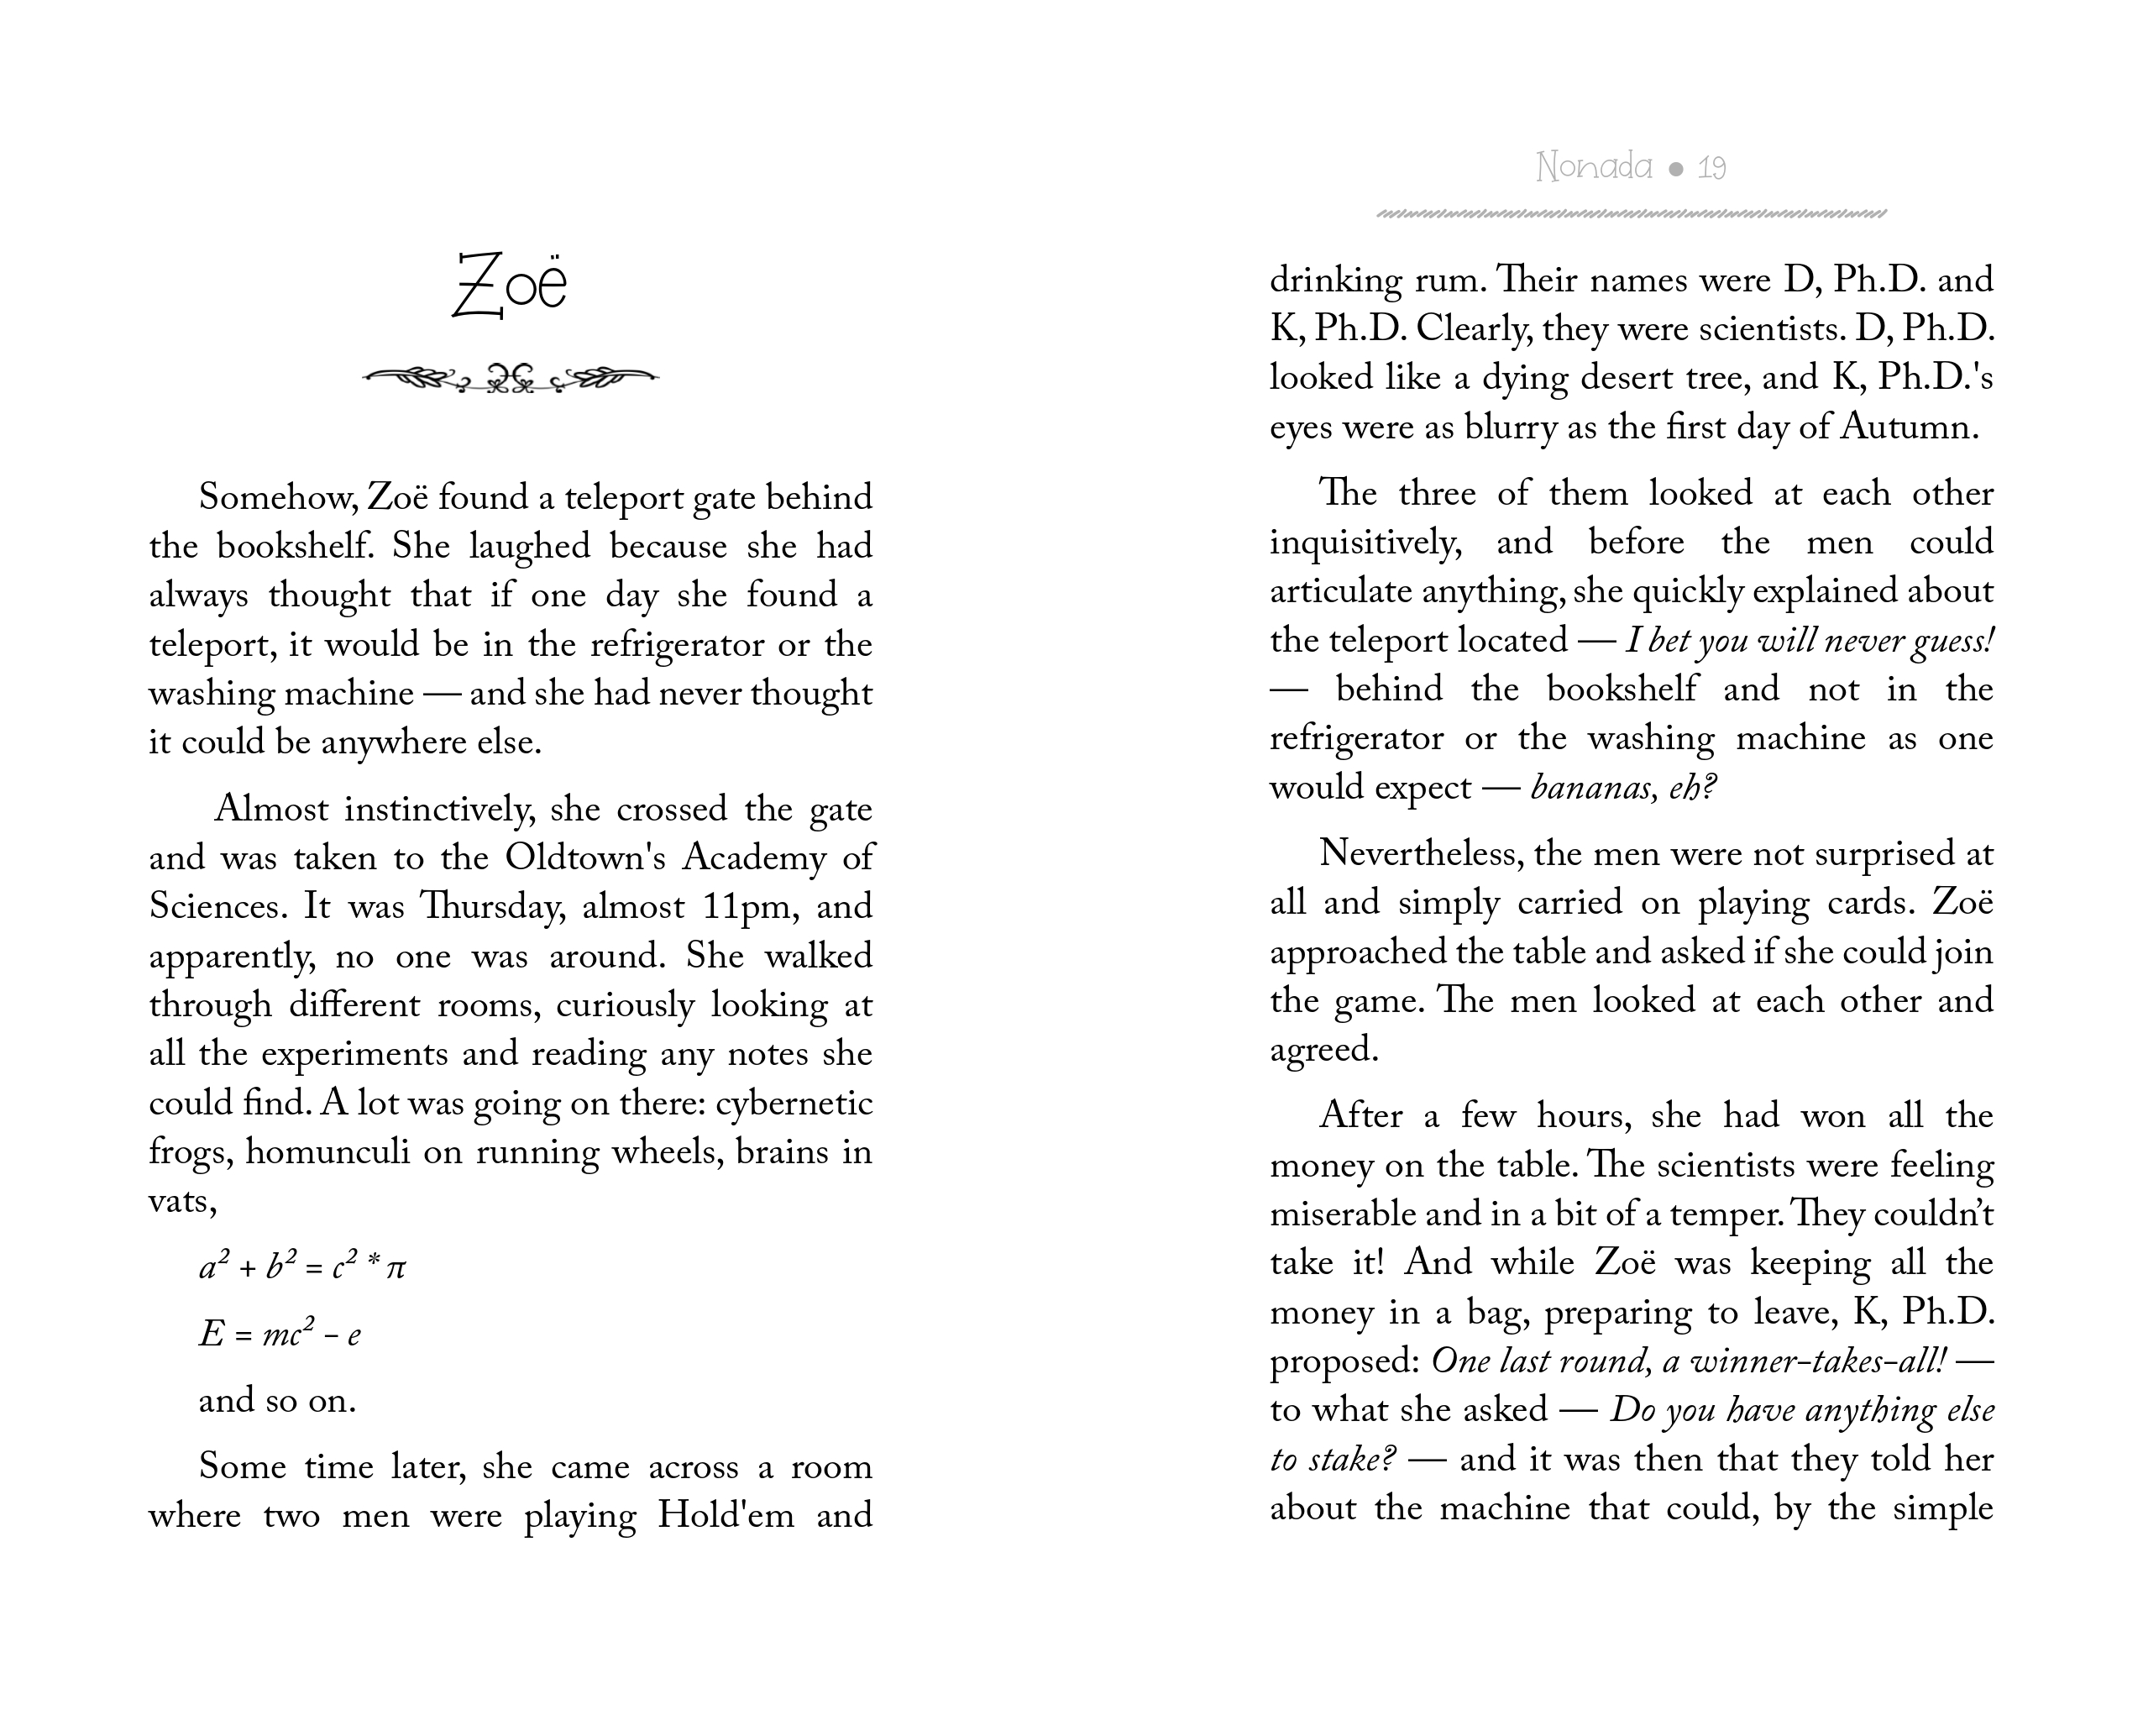 Zoë
Somehow, Zoë found a teleport gate behind
the bookshelf. She laughed because she had
always thought that if one day she found a
teleport, it would be in the refrigerator or the
washing machine — and she had never thought
it could be anywhere else.
Almost instinctively, she crossed the gate
and was taken to the Oldtown's Academy of
Sciences. It was Thursday, almost 11pm, and
apparently, no one was around. She walked
through different rooms, curiously looking at
all the experiments and reading any notes she
could find. A lot was going on there: cybernetic
frogs, homunculi on running wheels, brains in
vats,
a² + b² = c² * π
E = mc² – e
and so on.
Some time later, she came across a room
where two men were playing Hold'em and
Nonada ● 19
drinking rum. Their names were D, Ph.D. and
K, Ph.D. Clearly, they were scientists. D, Ph.D.
looked like a dying desert tree, and K, Ph.D.'s
eyes were as blurry as the first day of Autumn.
The three of them looked at each other
inquisitively, and before the men could
articulate anything, she quickly explained about
the teleport located — I bet you will never guess!
— behind the bookshelf and not in the
refrigerator or the washing machine as one
would expect — bananas, eh?
Nevertheless, the men were not surprised at
all and simply carried on playing cards. Zoë
approached the table and asked if she could join
the game. The men looked at each other and
agreed.
After a few hours, she had won all the
money on the table. The scientists were feeling
miserable and in a bit of a temper. They couldn’t
take it! And while Zoë was keeping all the
money in a bag, preparing to leave, K, Ph.D.
proposed: One last round, a winner-takes-all! —
to what she asked — Do you have anything else
to stake? — and it was then that they told her
about the machine that could, by the simple